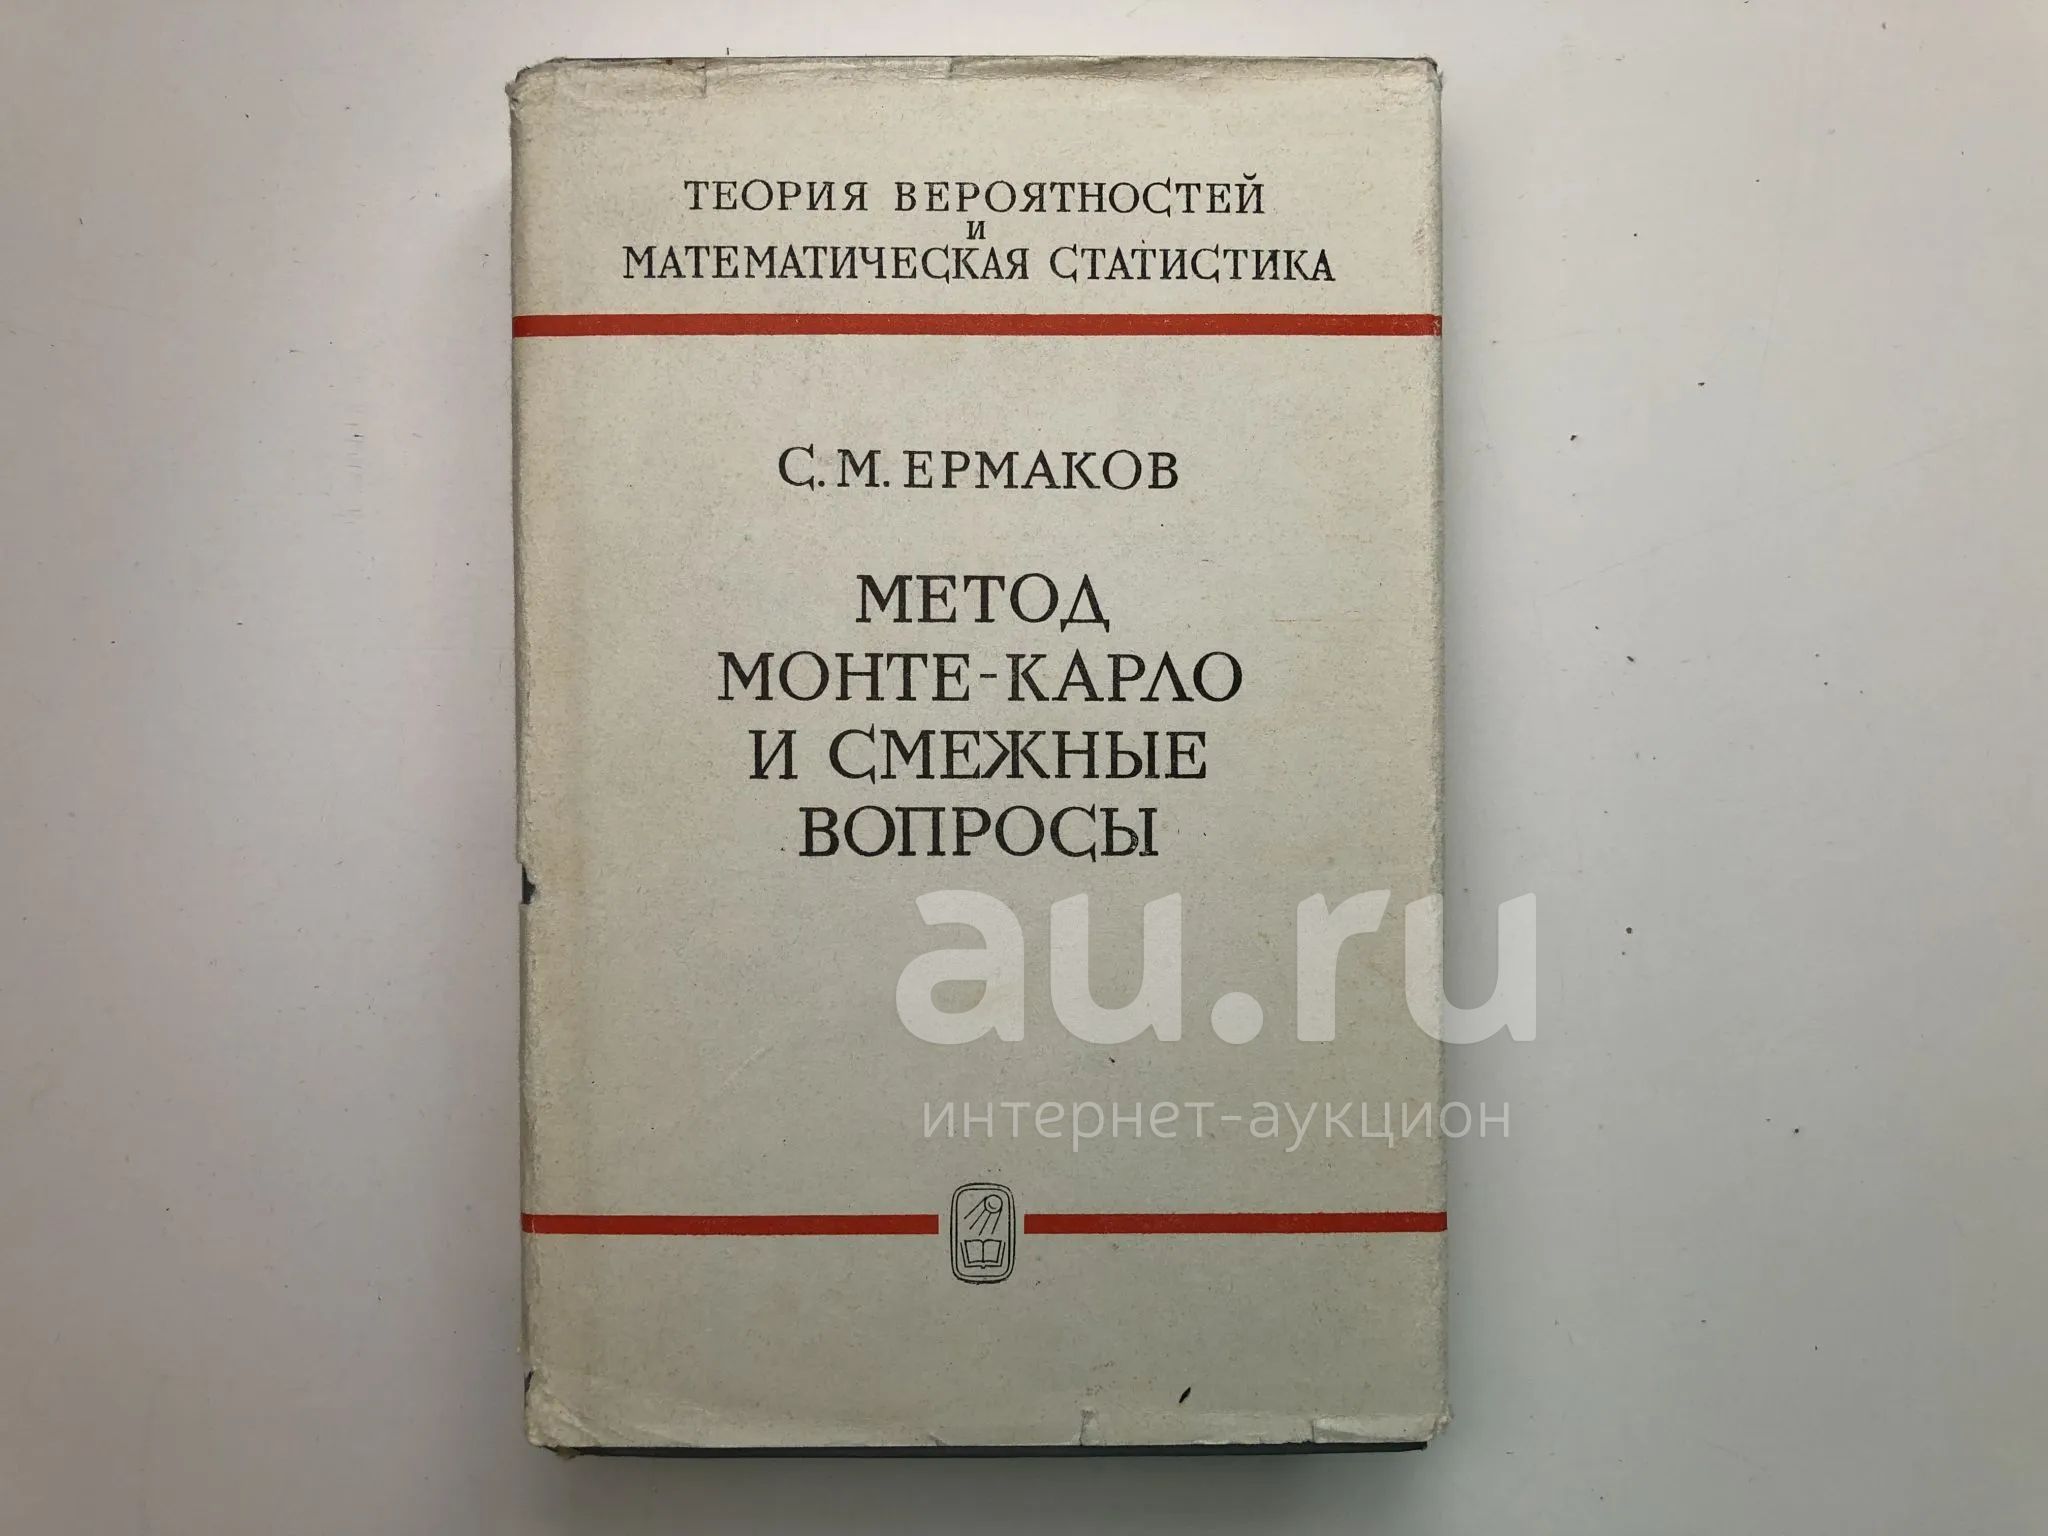 ТЕОРИЯ ВЕРОЯТНОСТЕЙ
И
МАТЕМАТИЧЕСКАЯ СТАТИСТИКА
С. М. ЕРМАКОВ
МЕТОД
МОНТЕ-КАРЛО
И СМЕЖНЫЕ
ВОПРОСЫ
au.ru
интернет-аукцион